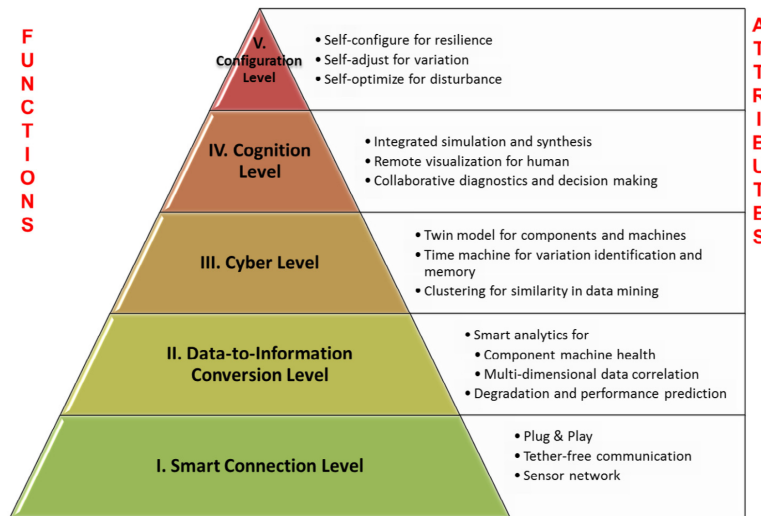 FUNCTIONS
ATTRIBUTES
V.
Configuration
Level
• Self-configure for resilience
• Self-adjust for variation
• Self-optimize for disturbance
IV. Cognition
Level
• Integrated simulation and synthesis
• Remote visualization for human
• Collaborative diagnostics and decision making
III. Cyber Level
• Twin model for components and machines
• Time machine for variation identification and
memory
• Clustering for similarity in data mining
II. Data-to-Information
Conversion Level
• Smart analytics for
• Component machine health
• Multi-dimensional data correlation
• Degradation and performance prediction
I. Smart Connection Level
• Plug & Play
• Tether-free communication
• Sensor network